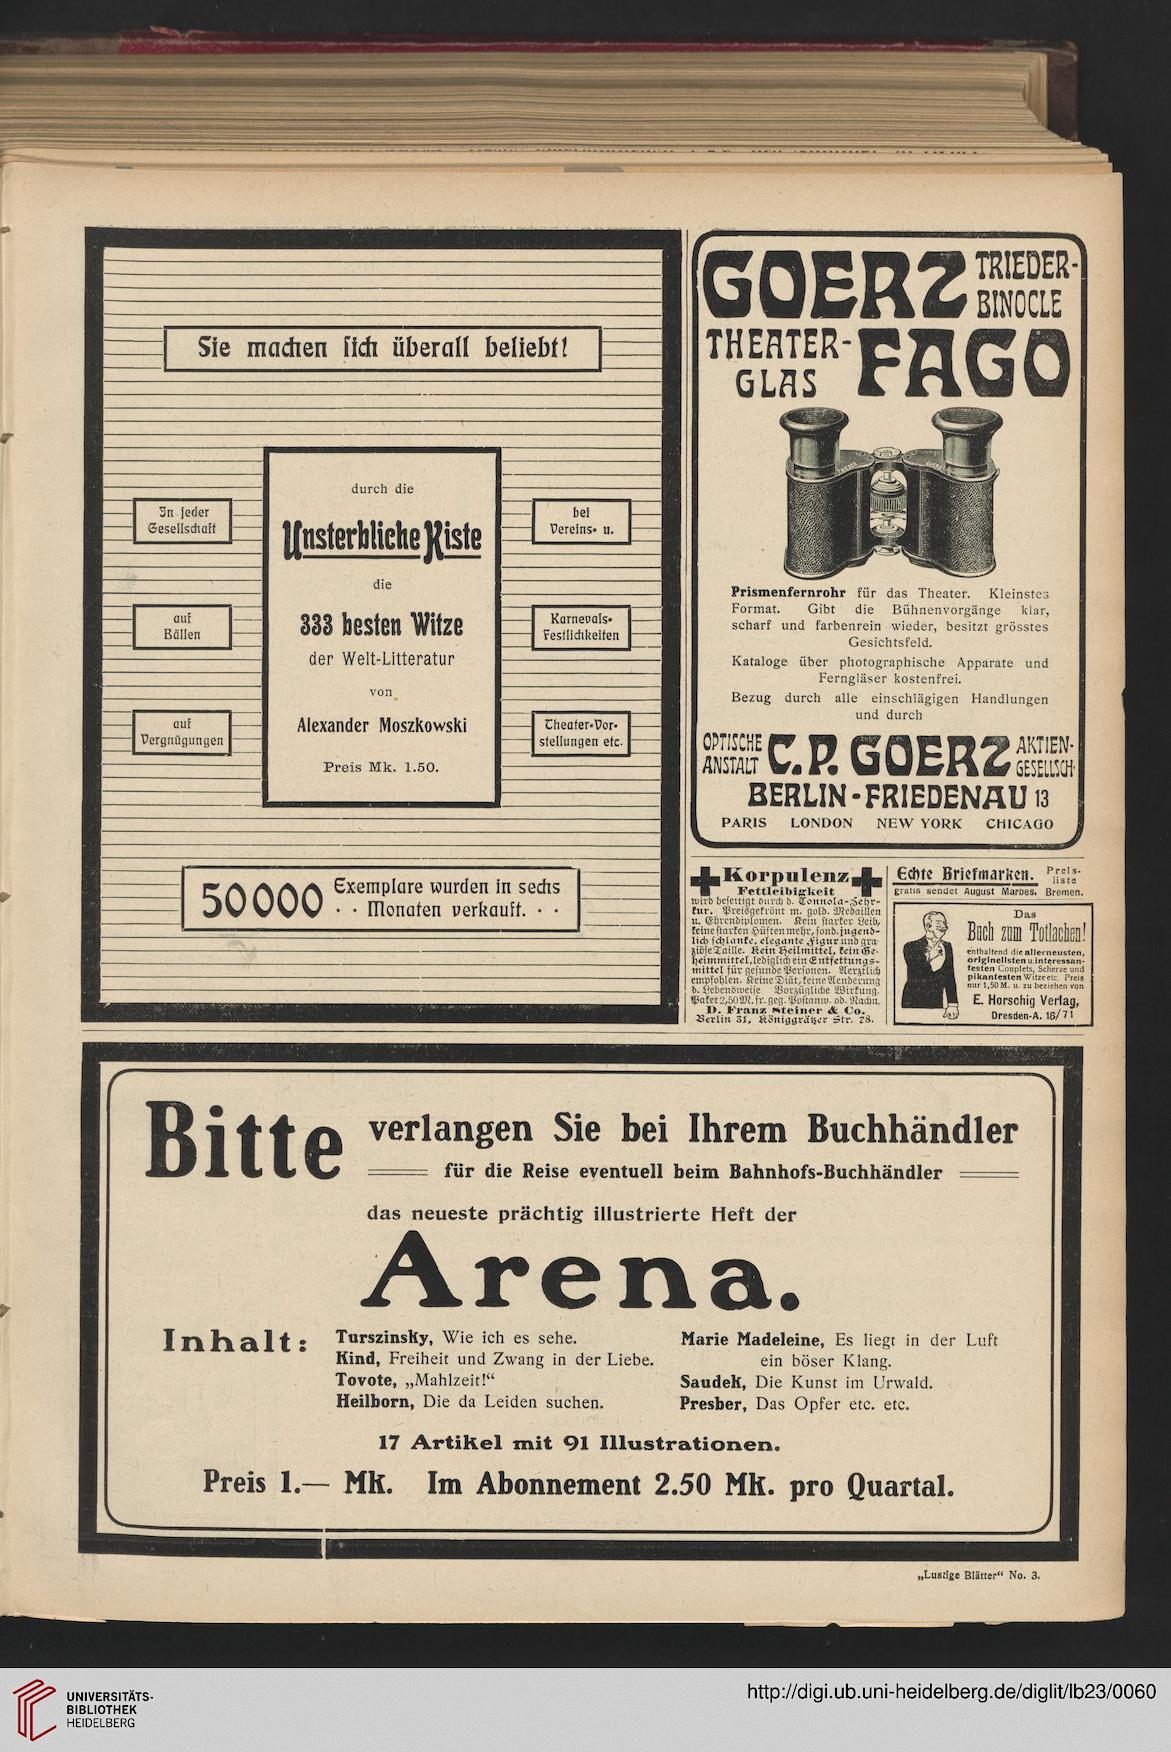 Sie machen sich überall beliebt!
In jeder
Gesellschaft
auf
Bällen
auf
Vergnügungen
durch die
Unsterbliche Kiste
die
333 besten Witze
der Welt-Litteratur
von
Alexander Moszkowski
Preis Mk. 1.50.
bei
Vereins- u.
Karnevals-
Festlichkeiten
Theater-Vor-
stellungen etc.
50000 Exemplare wurden in sechs
· · Monaten verkauft. · ·
GOERZ TRIEDER-
BINOCLE
THEATER-
GLAS FAGO
Prismenfernrohr für das Theater. Kleinstes
Format. Gibt die Bühnenvorgänge klar,
scharf und farbenrein wieder, besitzt grösstes
Gesichtsfeld.
Kataloge über photographische Apparate und
Ferngläser kostenfrei.
Bezug durch alle einschlägigen Handlungen
und durch
OPTISCHE
ANSTALT C. P. GOERZ AKTIEN-
GESELLSCH.
BERLIN-FRIEDENAU 13
PARIS LONDON NEW YORK CHICAGO
Korpulenz
Fettleibigkeit
wird beseitigt durch d. Tonnola-Zehr-
kur. Preisgekrönt m. gold. Medaillen
u. Ehrendiplomen. Kein starker Leib,
keine starken Hüften mehr, sond. jugend-
lich schlanke, elegante Figur und gra-
ziöse Taille. Kein Heilmittel, kein Ge-
heimmittel, lediglich ein Entfettungs-
mittel für gesunde Personen. Aerztlich
empfohlen. Keine Diät, keine Aenderung
d. Lebensweise Vorzügliche Wirkung.
Paket 2,50 M. fr. geg. Postanw. od. Nachn.
D. Franz Steiner & Co.
Berlin 31, Königgrätzer Str. 78.
Echte Briefmarken. Preis-
liste
gratis sendet August Marbes, Bremen.
Das
Buch zum Totlachen!
enthaltend die allerneusten,
originellsten u. interessan-
testen Couplets, Scherze und
pikantesten Witze etc. Preis
nur 1,50 M. u. zu beziehen von
E. Horschig Verlag,
Dresden-A. 16/71
Bitte verlangen Sie bei Ihrem Buchhändler
für die Reise eventuell beim Bahnhofs-Buchhändler
das neueste prächtig illustrierte Heft der
Arena.
Inhalt:
Turszinsky, Wie ich es sehe.
Kind, Freiheit und Zwang in der Liebe.
Tovote, „Mahlzeit!“
Heilborn, Die da Leiden suchen.
Marie Madeleine, Es liegt in der Luft
ein böser Klang.
Saudek, Die Kunst im Urwald.
Presber, Das Opfer etc. etc.
17 Artikel mit 91 Illustrationen.
Preis 1.— Mk. Im Abonnement 2.50 Mk. pro Quartal.
„Lustige Blätter“ No. 3.
UNIVERSITÄTS-
BIBLIOTHEK
HEIDELBERG
http://digi.ub.uni-heidelberg.de/diglit/lb23/0060